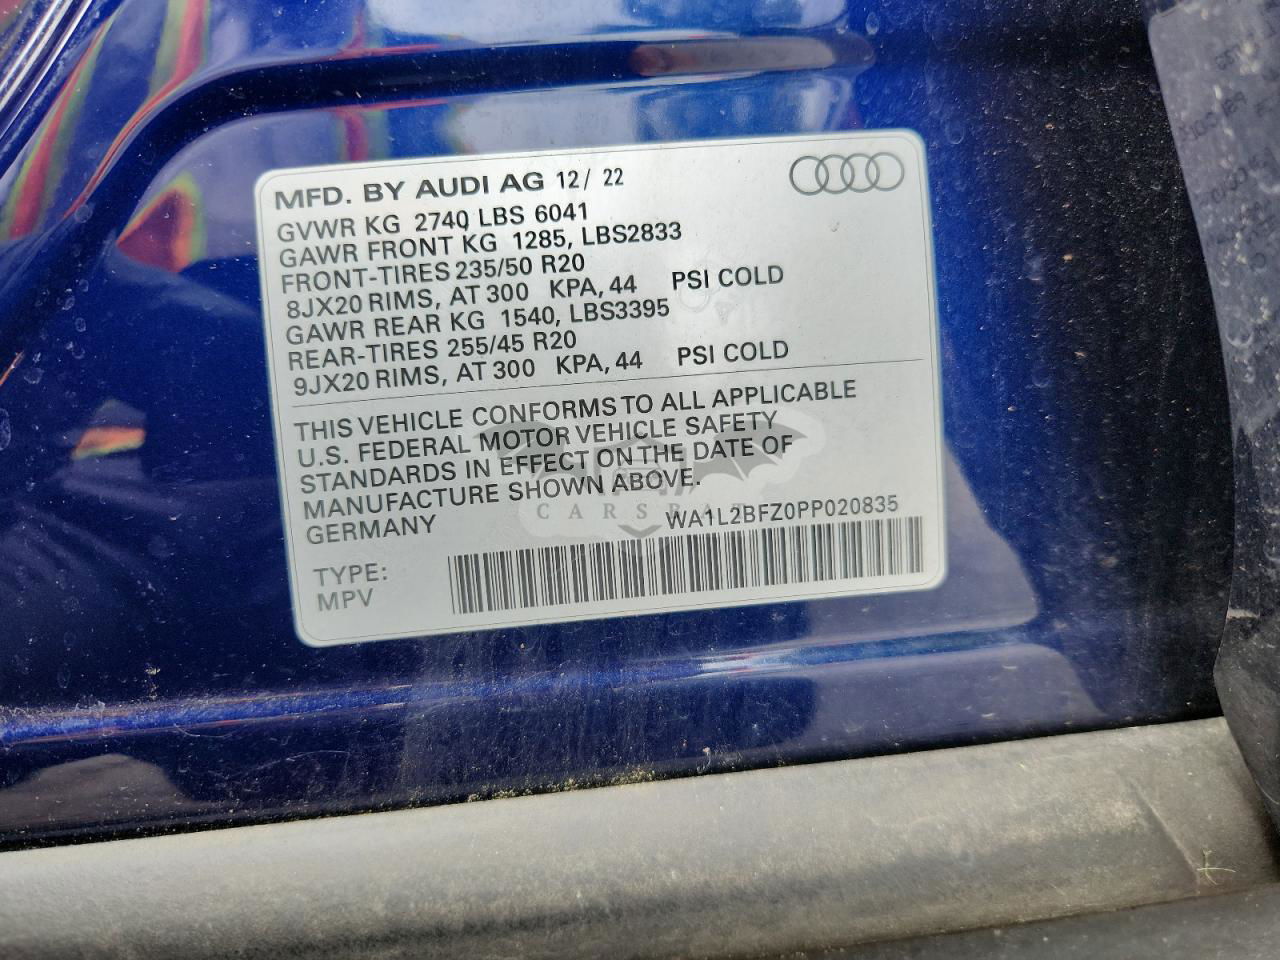 MFD. BY AUDI AG 12/ 22
GVWR KG 2740 LBS 6041
GAWR FRONT KG 1285, LBS2833
FRONT-TIRES 235/50 R20
8JX20 RIMS, AT 300 KPA, 44 PSI COLD
GAWR REAR KG 1540, LBS3395
REAR-TIRES 255/45 R20
9JX20 RIMS, AT 300 KPA, 44 PSI COLD
THIS VEHICLE CONFORMS TO ALL APPLICABLE
U.S. FEDERAL MOTOR VEHICLE SAFETY
STANDARDS IN EFFECT ON THE DATE OF
MANUFACTURE SHOWN ABOVE.
GERMANY
WA1L2BFZ0PP020835
TYPE:
MPV